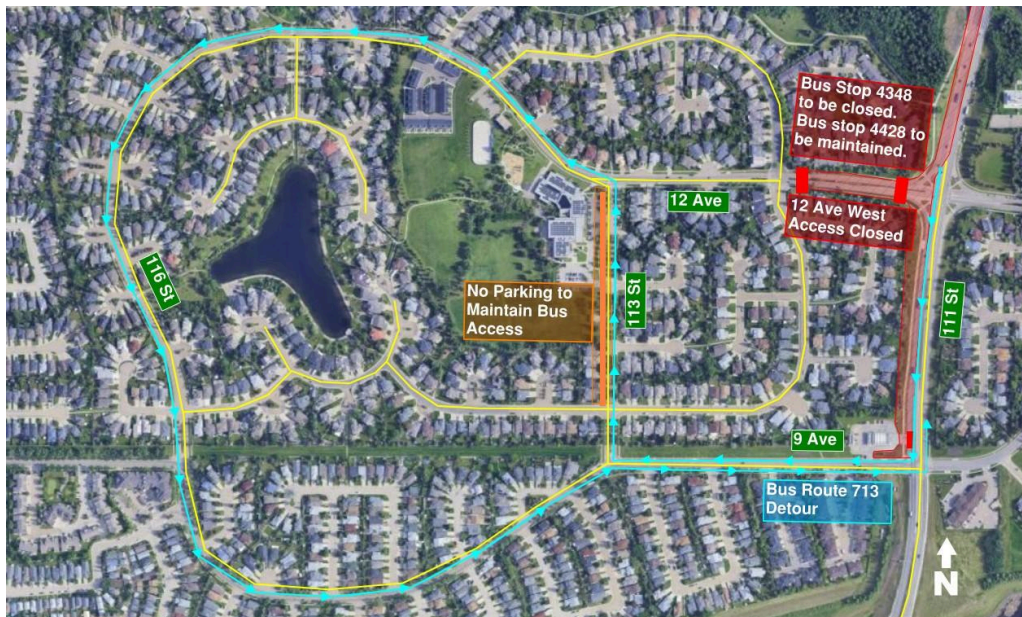 Bus Stop 4348
to be closed.
Bus stop 4428 to
be maintained.
12 Ave
12 Ave West
Access Closed
116 St
No Parking to
Maintain Bus
Access
113 St
111 St
9 Ave
Bus Route 713
Detour
N